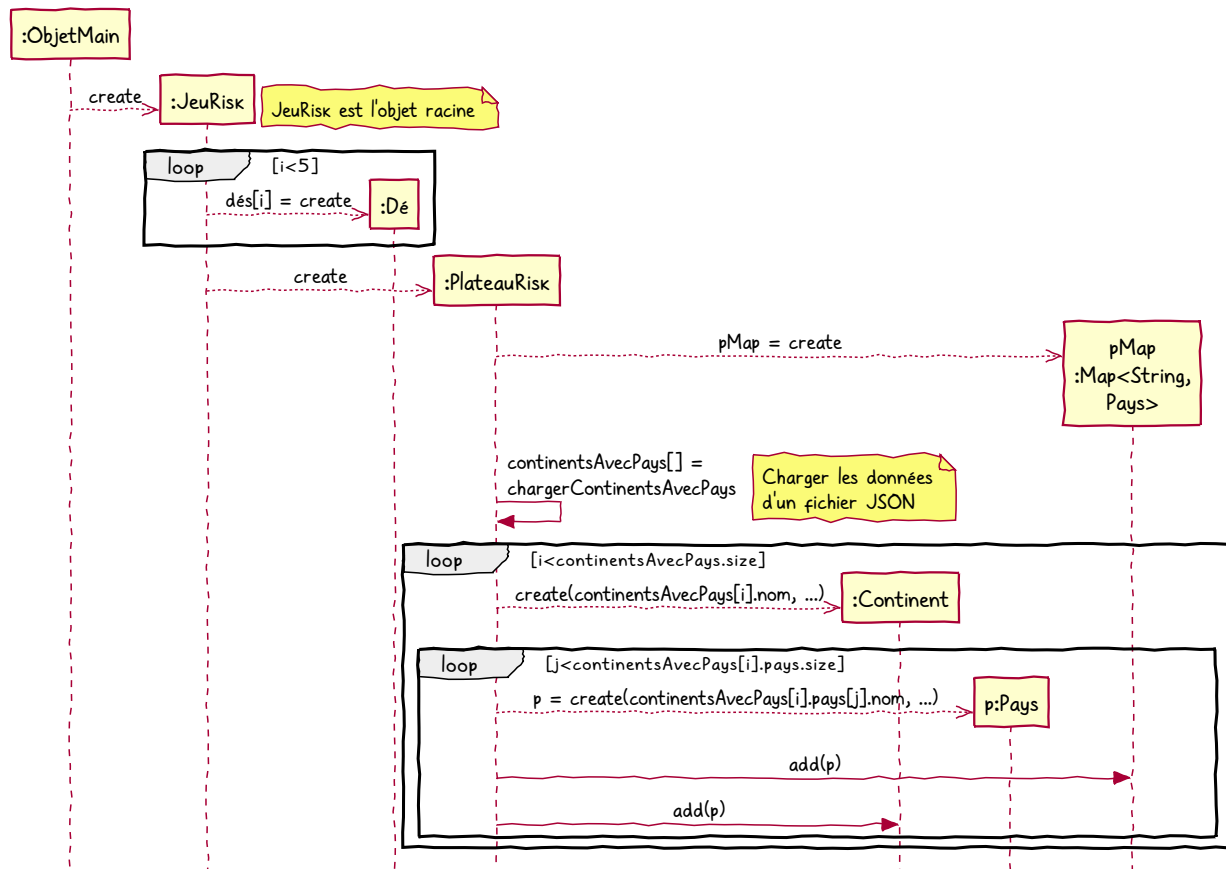 :ObjetMain
create
:JeuRisk
JeuRisk est l'objet racine
loop
[i<5]
dés[i] = create
:Dé
create
:PlateauRisk
pMap = create
pMap
:Map<String,
Pays>
continentsAvecPays[] =
chargerContinentsAvecPays
Charger les données
d'un fichier JSON
loop
[i<continentsAvecPays.size]
create(continentsAvecPays[i].nom, ...)
:Continent
loop
[j<continentsAvecPays[i].pays.size]
p = create(continentsAvecPays[i].pays[j].nom, ...)
p:Pays
add(p)
add(p)